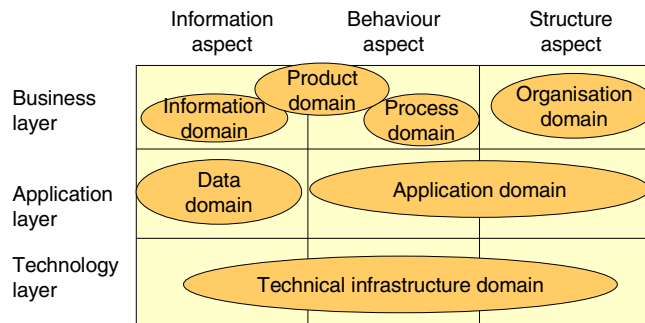 Information
aspect
Behaviour
aspect
Structure
aspect
Business
layer
Information
domain
Product
domain
Process
domain
Organisation
domain
Application
layer
Data
domain
Application domain
Technology
layer
Technical infrastructure domain